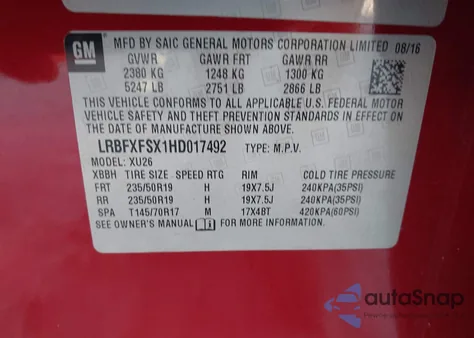 GM
MFD BY SAIC GENERAL MOTORS CORPORATION LIMITED 08/16
GVWR GAWR FRT GAWR RR
2380 KG 1248 KG 1300 KG
5247 LB 2751 LB 2866 LB
THIS VEHICLE CONFORMS TO ALL APPLICABLE U.S. FEDERAL MOTOR
VEHICLE SAFETY AND THEFT PREVENTION STANDARDS IN EFFECT ON
THE DATE OF MANUFACTURE SHOWN ABOVE.
LRBFXFSX1HD017492 TYPE: M.P.V.
MODEL: XU26
XBBH TIRE SIZE SPEED RTG RIM COLD TIRE PRESSURE
FRT 235/50R19 H 19X7.5J 240KPA(35PSI)
RR 235/50R19 H 19X7.5J 240KPA(35PSI)
SPA T145/70R17 M 17X4BT 420KPA(60PSI)
SEE OWNER'S MANUAL FOR MORE INFORMATION.
autoSnap